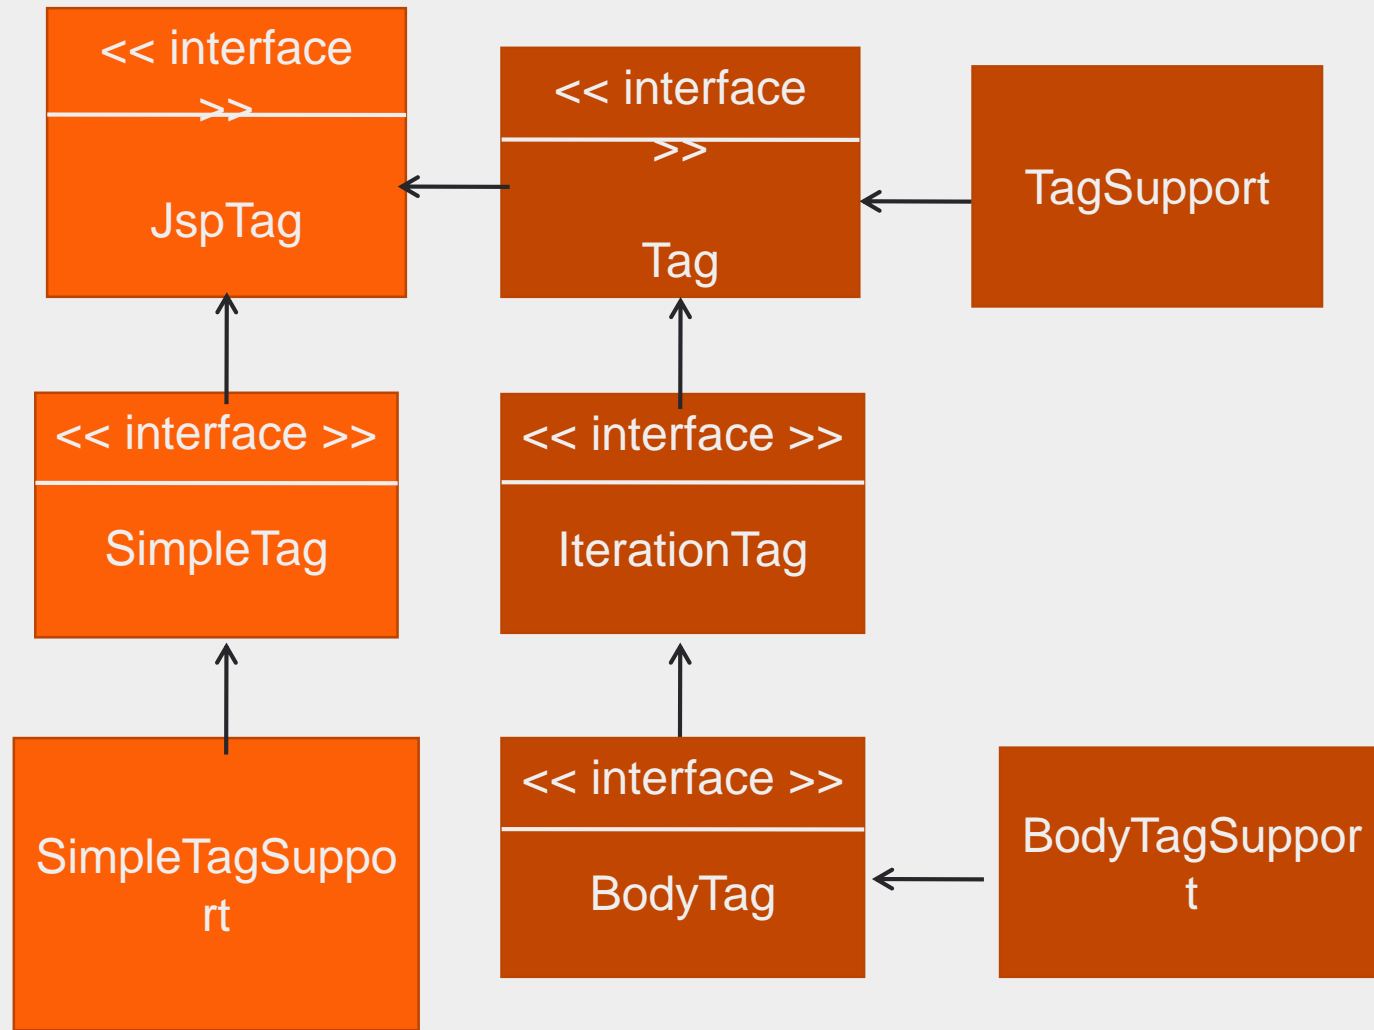 << interface
>>
JspTag
<< interface
>>
Tag
TagSupport
<< interface >>
SimpleTag
<< interface >>
IterationTag
SimpleTagSuppo
rt
<< interface >>
BodyTag
BodyTagSuppor
t